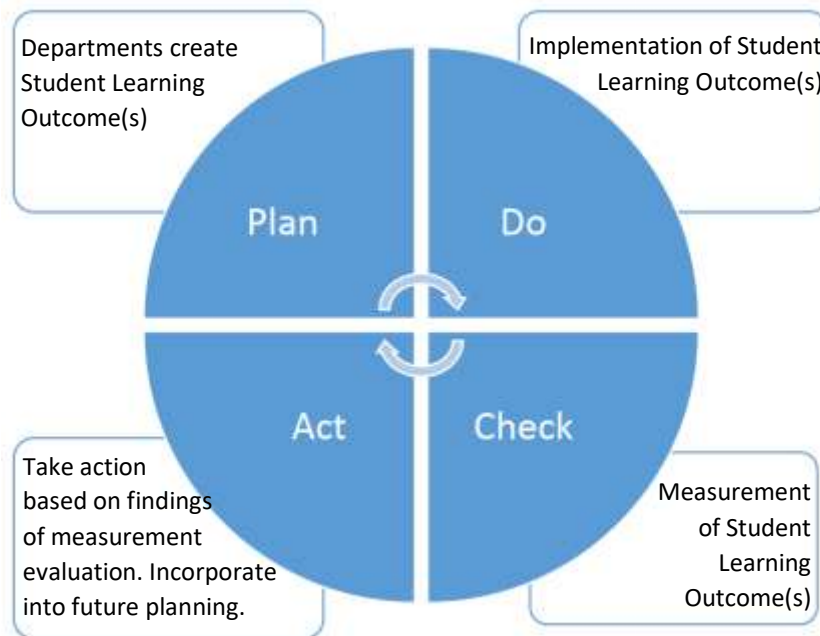 Departments create
Student Learning
Outcome(s)
Implementation of Student
Learning Outcome(s)
Plan
Do
Act
Check
Take action
based on findings
of measurement
evaluation. Incorporate
into future planning.
Measurement
of Student
Learning
Outcome(s)